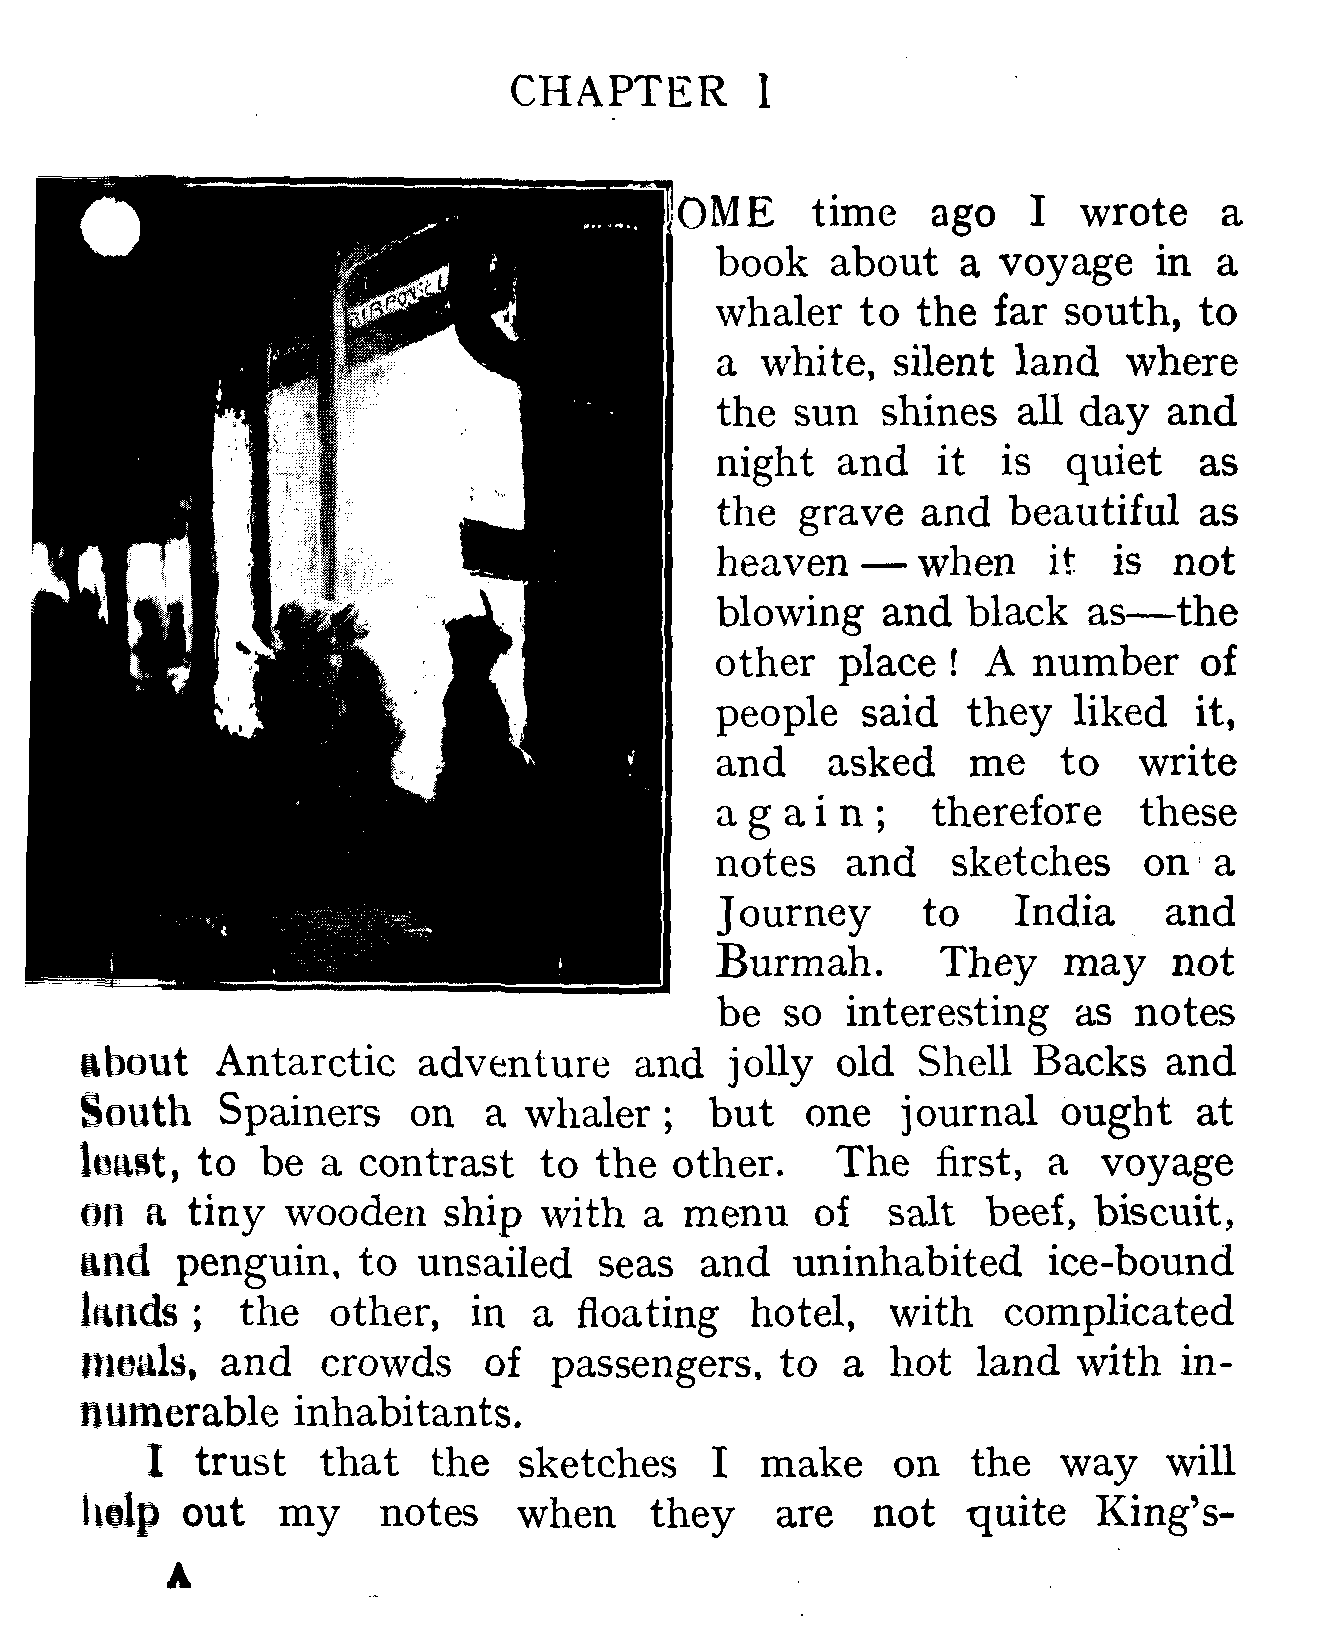 CHAPTER I
OME time ago I wrote a
book about a voyage in a
whaler to the far south, to
a white, silent land where
the sun shines all day and
night and it is quiet as
the grave and beautiful as
heaven — when it is not
blowing and black as—the
other place ! A number of
people said they liked it,
and asked me to write
again; therefore these
notes and sketches on a
Journey to India and
Burmah. They may not
be so interesting as notes
about Antarctic adventure and jolly old Shell Backs and
South Spainers on a whaler ; but one journal ought at
least, to be a contrast to the other. The first, a voyage
on a tiny wooden ship with a menu of salt beef, biscuit,
and penguin, to unsailed seas and uninhabited ice-bound
lands ; the other, in a floating hotel, with complicated
meals, and crowds of passengers, to a hot land with in-
numerable inhabitants.
I trust that the sketches I make on the way will
help out my notes when they are not quite King's-
A